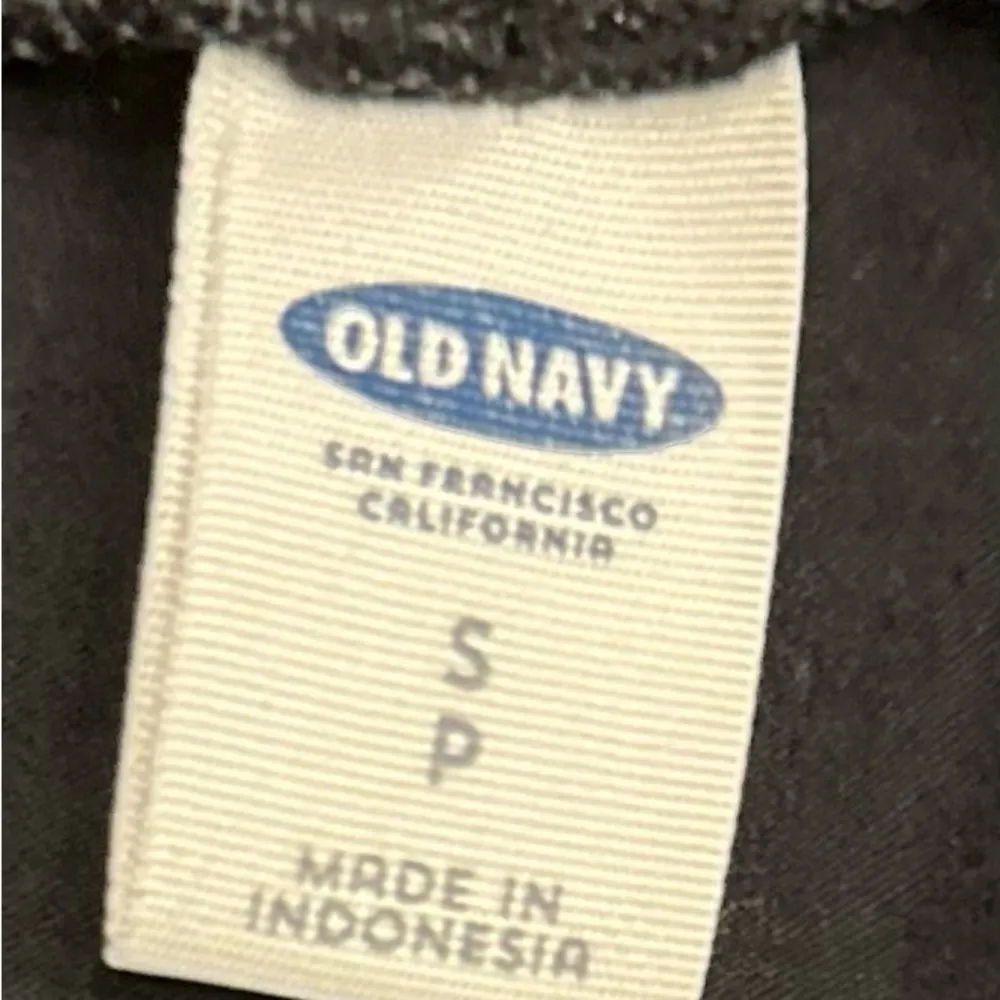 OLD NAVY
SAN FRANCISCO
CALIFORNIA
S
P
MADE IN
INDONESIA